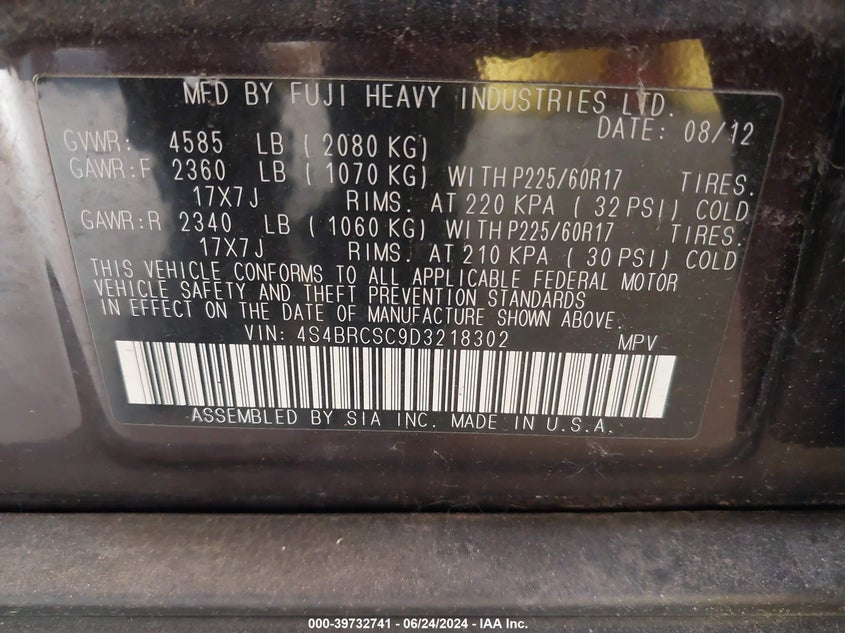 MFD BY FUJI HEAVY INDUSTRIES LTD.
DATE: 08/12
GVWR: 4585 LB ( 2080 KG)
GAWR:F 2360 LB ( 1070 KG) WITH P225/60R17 TIRES.
17X7J RIMS. AT 220 KPA ( 32 PSI) COLD
GAWR:R 2340 LB ( 1060 KG) WITH P225/60R17 TIRES.
17X7J RIMS. AT 210 KPA ( 30 PSI) COLD
THIS VEHICLE CONFORMS TO ALL APPLICABLE FEDERAL MOTOR
VEHICLE SAFETY AND THEFT PREVENTION STANDARDS
IN EFFECT ON THE DATE OF MANUFACTURE SHOWN ABOVE.
VIN: 4S4BRCSC9D3218302 MPV
ASSEMBLED BY SIA INC. MADE IN U.S.A.
000-39732741 - 06/24/2024 - IAA Inc.